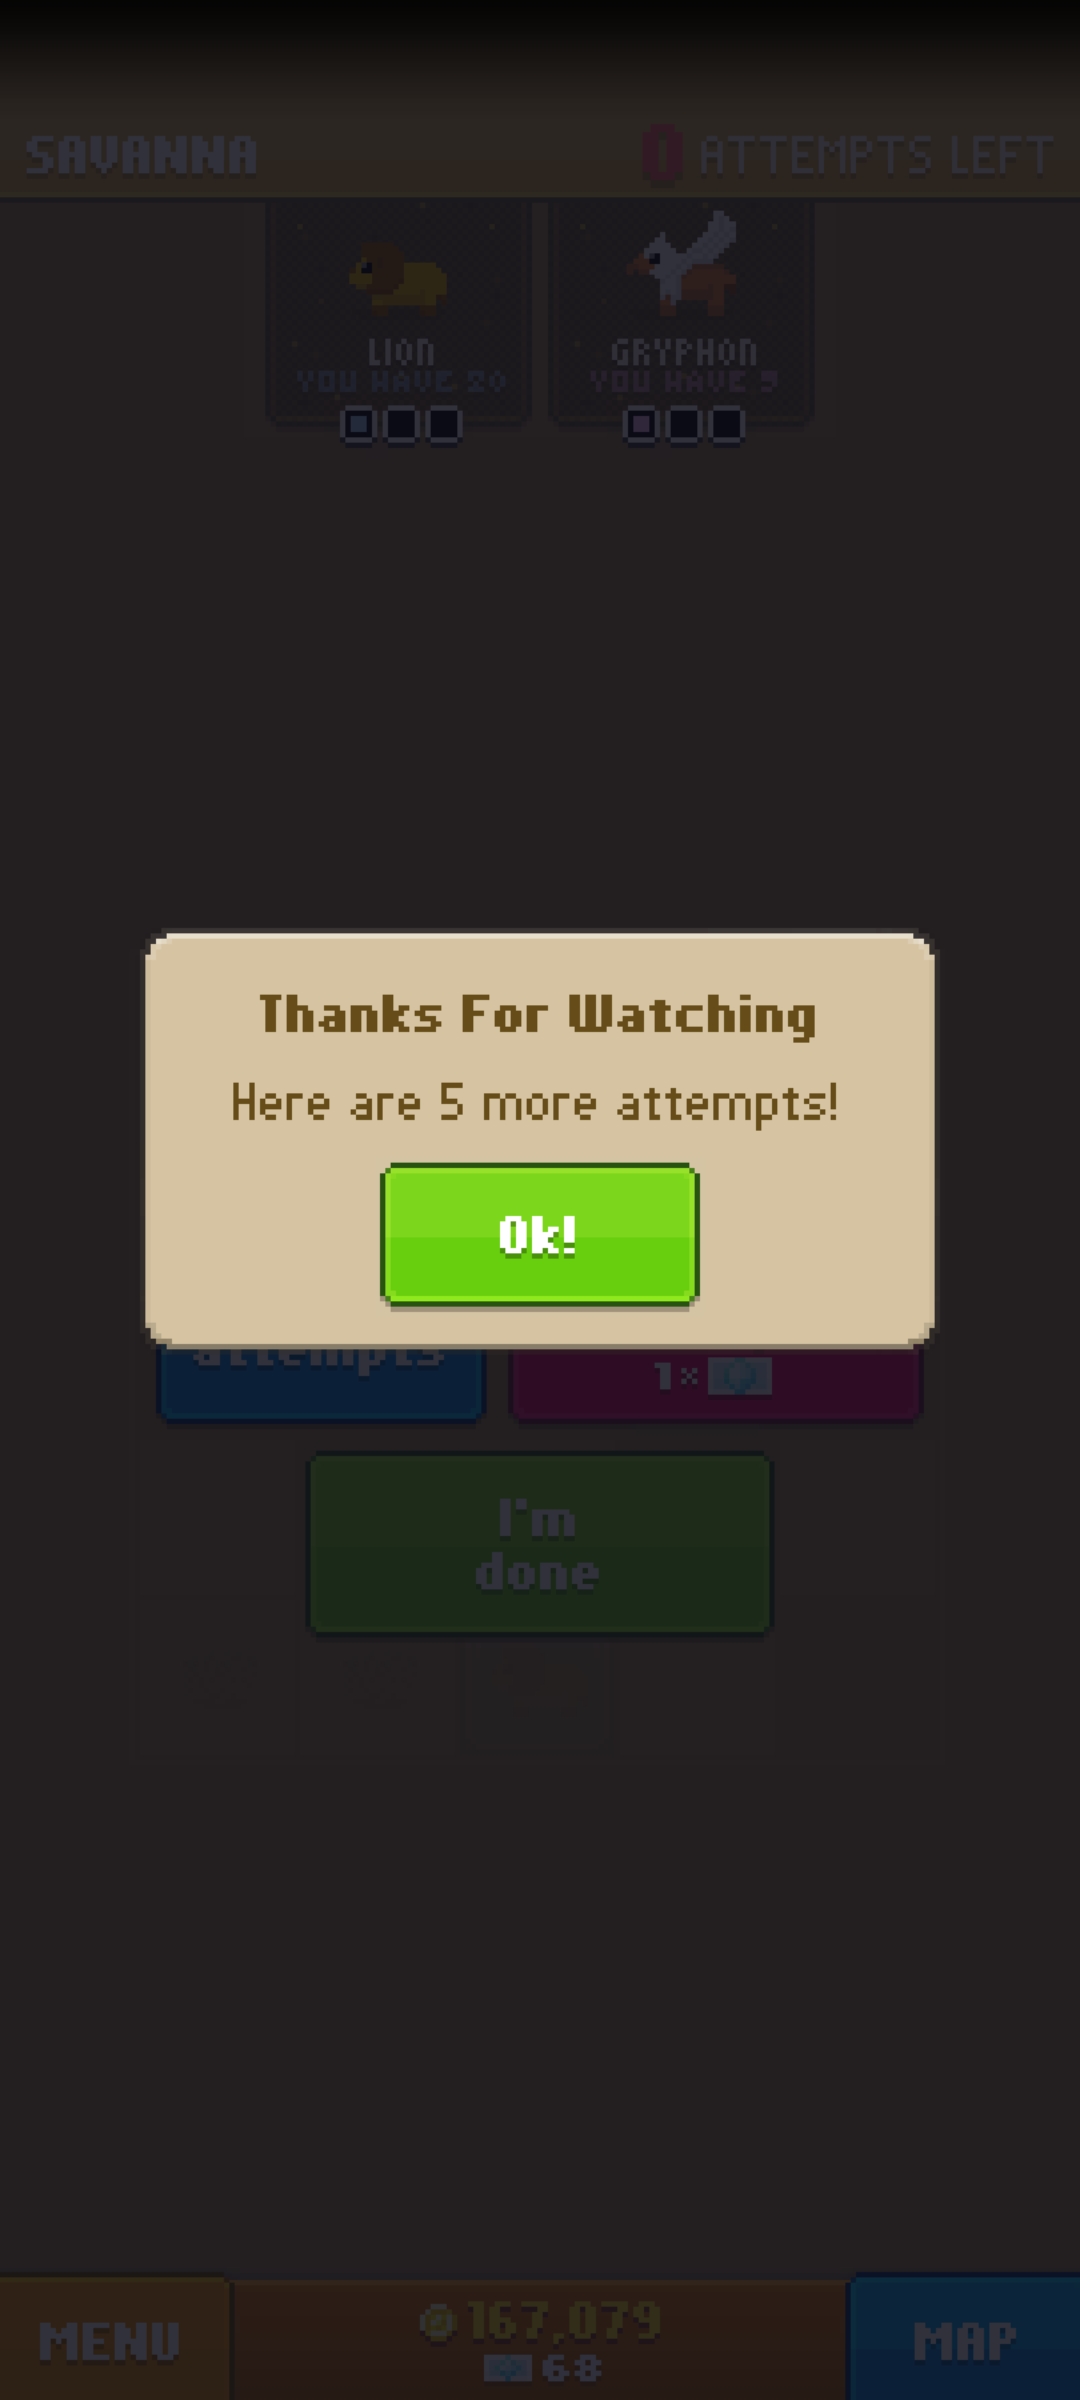 SAVANNA
0 ATTEMPTS LEFT
LION
YOU HAVE 20
GRYPHON
YOU HAVE 9
Thanks For Watching
Here are 5 more attempts!
Ok!
attempts
1×
I'm
done
MENU
167,079
68
MAP